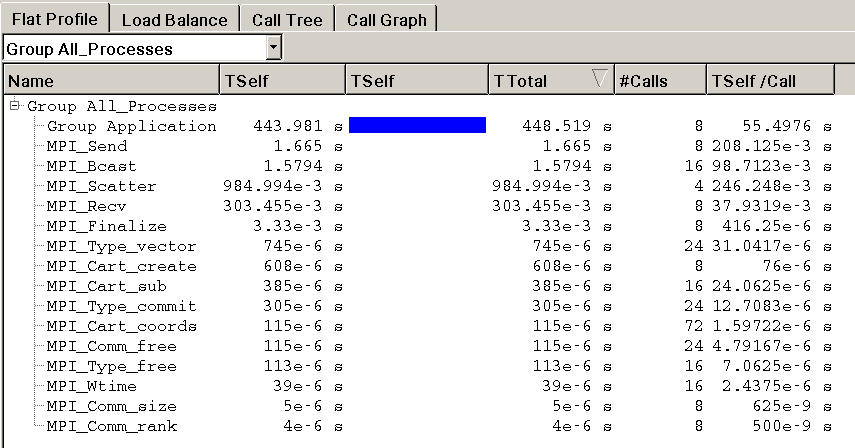 Flat Profile Load Balance Call Tree Call Graph
Group All_Processes
Name TSelf TSelf TTotal #Calls TSelf /Call
Group All_Processes
Group Application 443.981 s 448.519 s 8 55.4976 s
MPI_Send 1.665 s 1.665 s 8 208.125e-3 s
MPI_Bcast 1.5794 s 1.5794 s 16 98.7123e-3 s
MPI_Scatter 984.994e-3 s 984.994e-3 s 4 246.248e-3 s
MPI_Recv 303.455e-3 s 303.455e-3 s 8 37.9319e-3 s
MPI_Finalize 3.33e-3 s 3.33e-3 s 8 416.25e-6 s
MPI_Type_vector 745e-6 s 745e-6 s 24 31.0417e-6 s
MPI_Cart_create 608e-6 s 608e-6 s 8 76e-6 s
MPI_Cart_sub 385e-6 s 385e-6 s 16 24.0625e-6 s
MPI_Type_commit 305e-6 s 305e-6 s 24 12.7083e-6 s
MPI_Cart_coords 115e-6 s 115e-6 s 72 1.59722e-6 s
MPI_Comm_free 115e-6 s 115e-6 s 24 4.79167e-6 s
MPI_Type_free 113e-6 s 113e-6 s 16 7.0625e-6 s
MPI_Wtime 39e-6 s 39e-6 s 16 2.4375e-6 s
MPI_Comm_size 5e-6 s 5e-6 s 8 625e-9 s
MPI_Comm_rank 4e-6 s 4e-6 s 8 500e-9 s